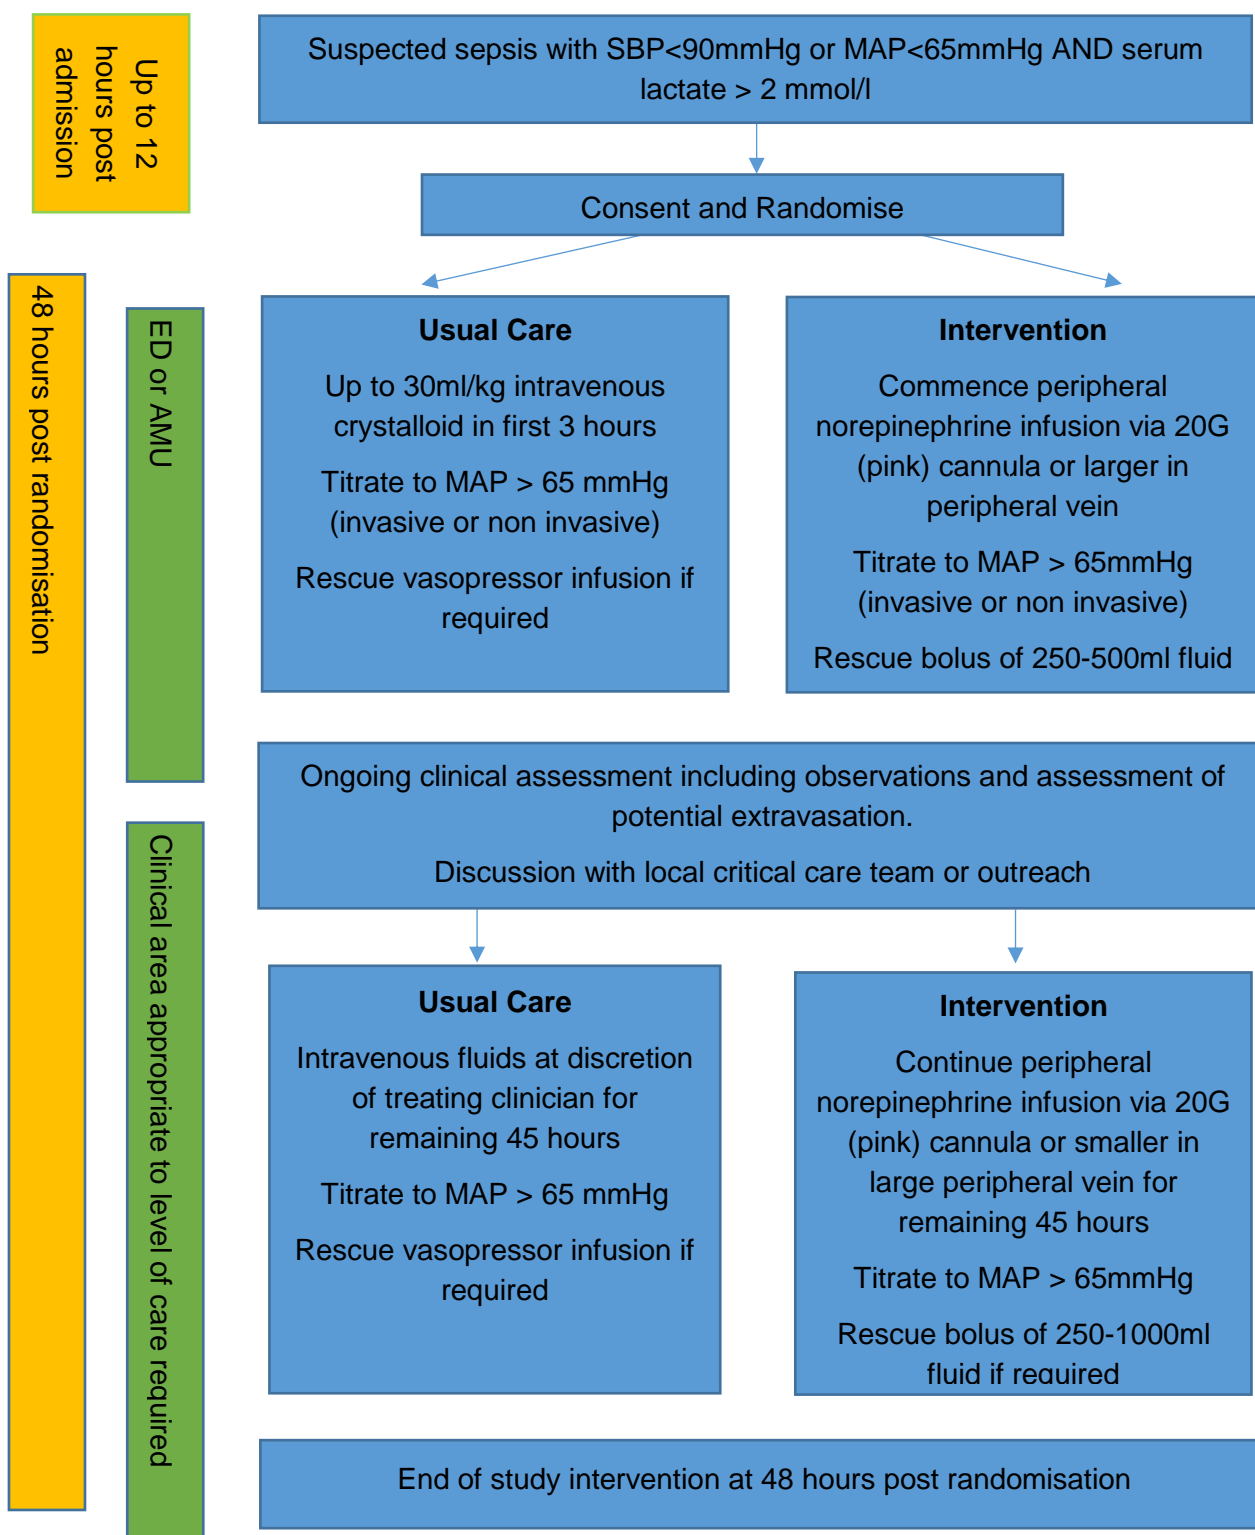 Up to 12
hours post
admission
Suspected sepsis with SBP<90mmHg or MAP<65mmHg AND serum
lactate > 2 mmol/l
Consent and Randomise
48 hours post randomisation
ED or AMU
Usual Care
Up to 30ml/kg intravenous
crystalloid in first 3 hours
Titrate to MAP > 65 mmHg
(invasive or non invasive)
Rescue vasopressor infusion if
required
Intervention
Commence peripheral
norepinephrine infusion via 20G
(pink) cannula or larger in
peripheral vein
Titrate to MAP > 65mmHg
(invasive or non invasive)
Rescue bolus of 250-500ml fluid
Ongoing clinical assessment including observations and assessment of
potential extravasation.
Discussion with local critical care team or outreach
Clinical area appropriate to level of care required
Usual Care
Intravenous fluids at discretion
of treating clinician for
remaining 45 hours
Titrate to MAP > 65 mmHg
Rescue vasopressor infusion if
required
Intervention
Continue peripheral
norepinephrine infusion via 20G
(pink) cannula or smaller in
large peripheral vein for
remaining 45 hours
Titrate to MAP > 65mmHg
Rescue bolus of 250-1000ml
fluid if required
End of study intervention at 48 hours post randomisation